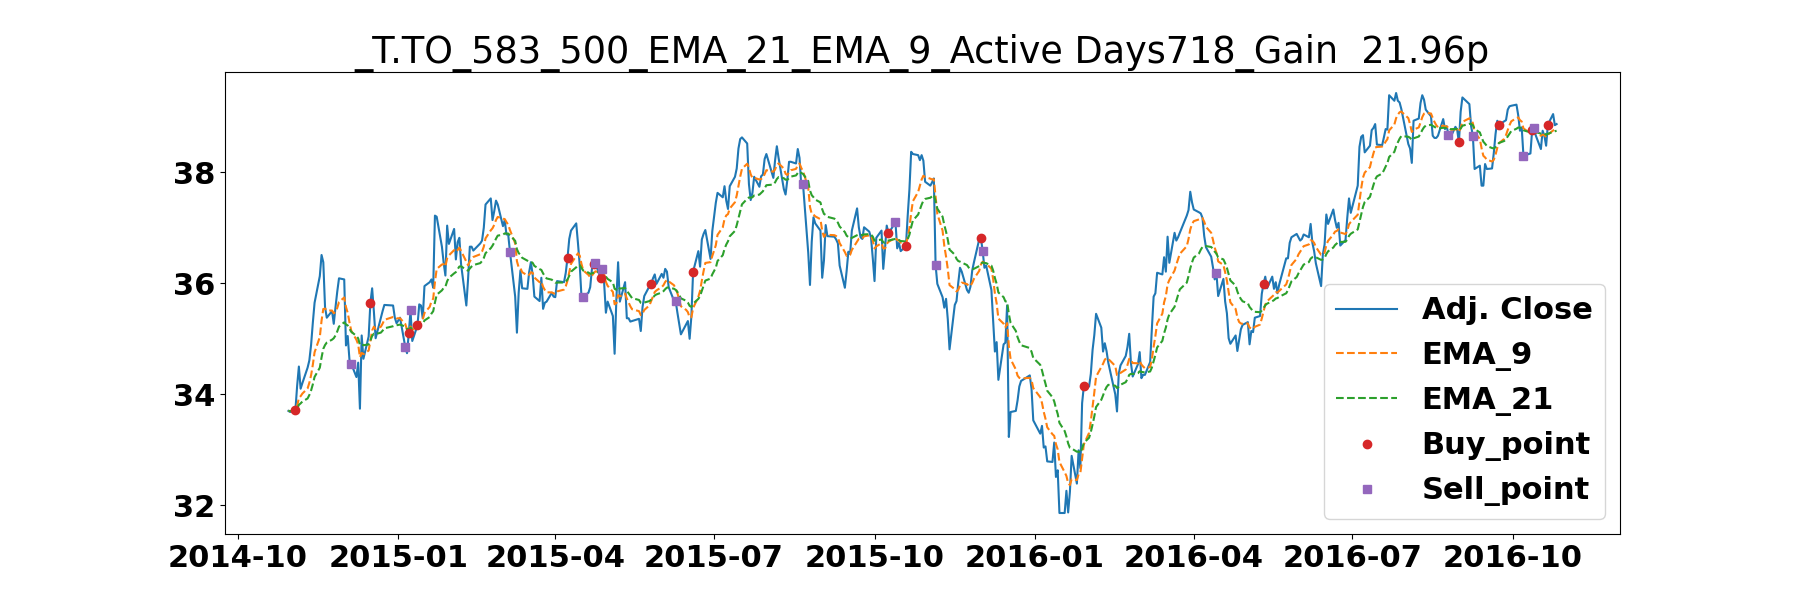 _T.TO_583_500_EMA_21_EMA_9_Active Days718_Gain  21.96p
38
36
34
32
2014-10 2015-01 2015-04 2015-07 2015-10 2016-01 2016-04 2016-07 2016-10
Adj. Close
EMA_9
EMA_21
Buy_point
Sell_point